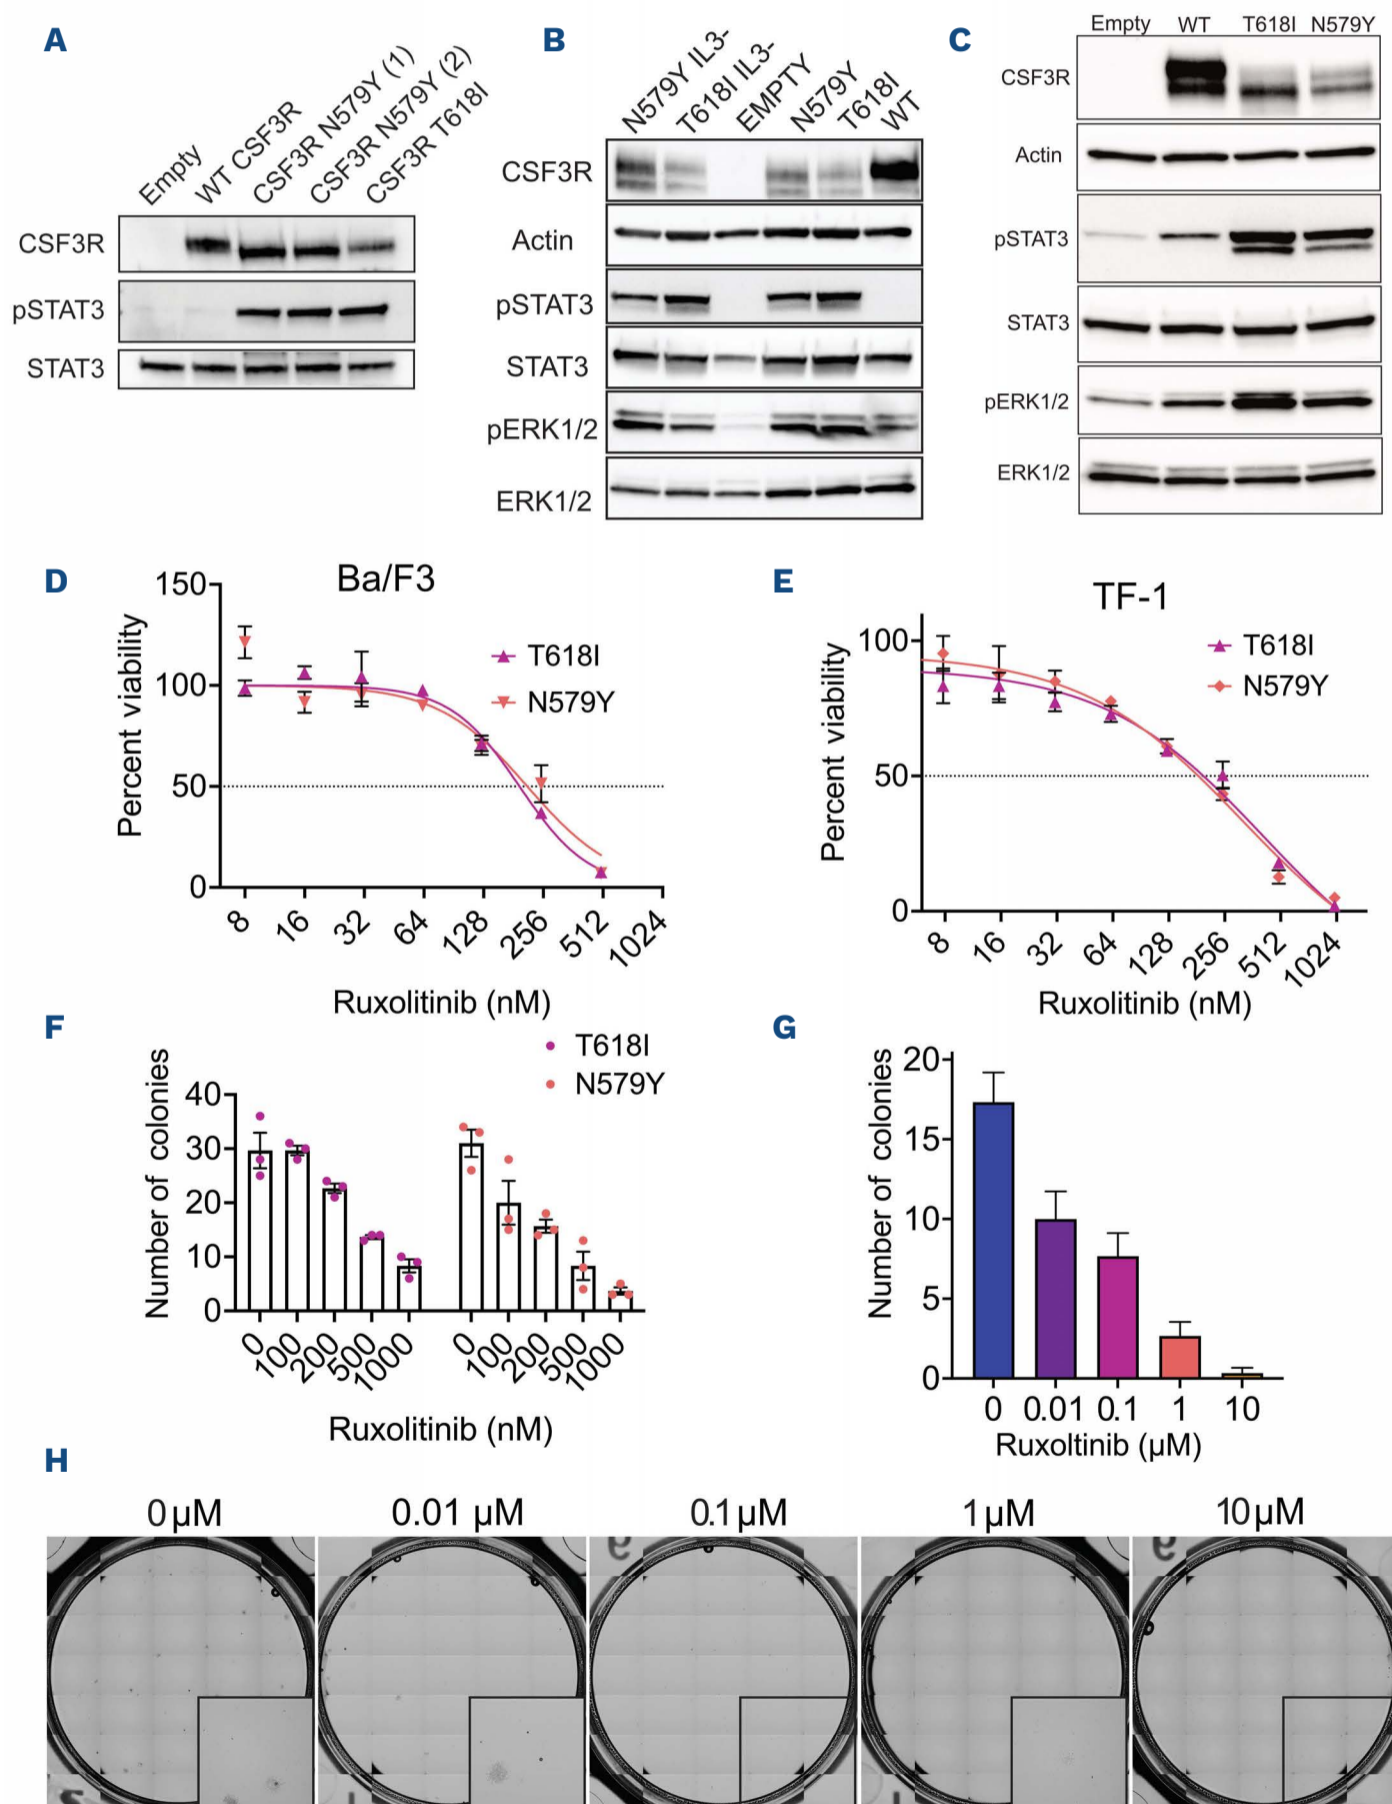 A
Empty
WT CSF3R
CSF3R N579Y (1)
CSF3R N579Y (2)
CSF3R T618I
CSF3R
pSTAT3
STAT3
B
N579Y IL3-
T618I IL3-
EMPTY
N579Y
T618I
WT
CSF3R
Actin
pSTAT3
STAT3
pERK1/2
ERK1/2
C
Empty WT T618I N579Y
CSF3R
Actin
pSTAT3
STAT3
pERK1/2
ERK1/2
D
Ba/F3
Percent viability
150
100
50
0
T618I
N579Y
8 16 32 64 128 256 512 1024
Ruxolitinib (nM)
E
TF-1
Percent viability
100
50
0
T618I
N579Y
8 16 32 64 128 256 512 1024
Ruxolitinib (nM)
F
T618I
N579Y
Number of colonies
40
30
20
10
0
0 100 200 500 1000 0 100 200 500 1000
Ruxolitinib (nM)
G
Number of colonies
20
15
10
5
0
0 0.01 0.1 1 10
Ruxoltinib (µM)
H
0 µM 0.01 µM 0.1 µM 1 µM 10 µM